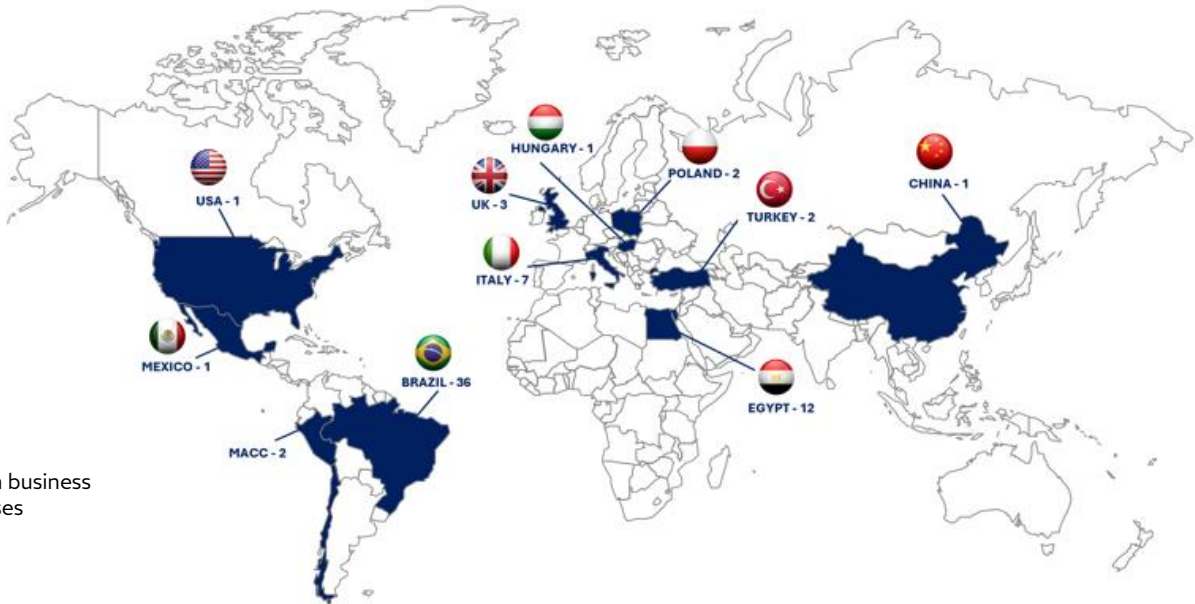 HUNGARY - 1
POLAND - 2
CHINA - 1
USA - 1
UK - 3
TURKEY - 2
ITALY - 7
MEXICO - 1
BRAZIL - 36
EGYPT - 12
MACC - 2
business